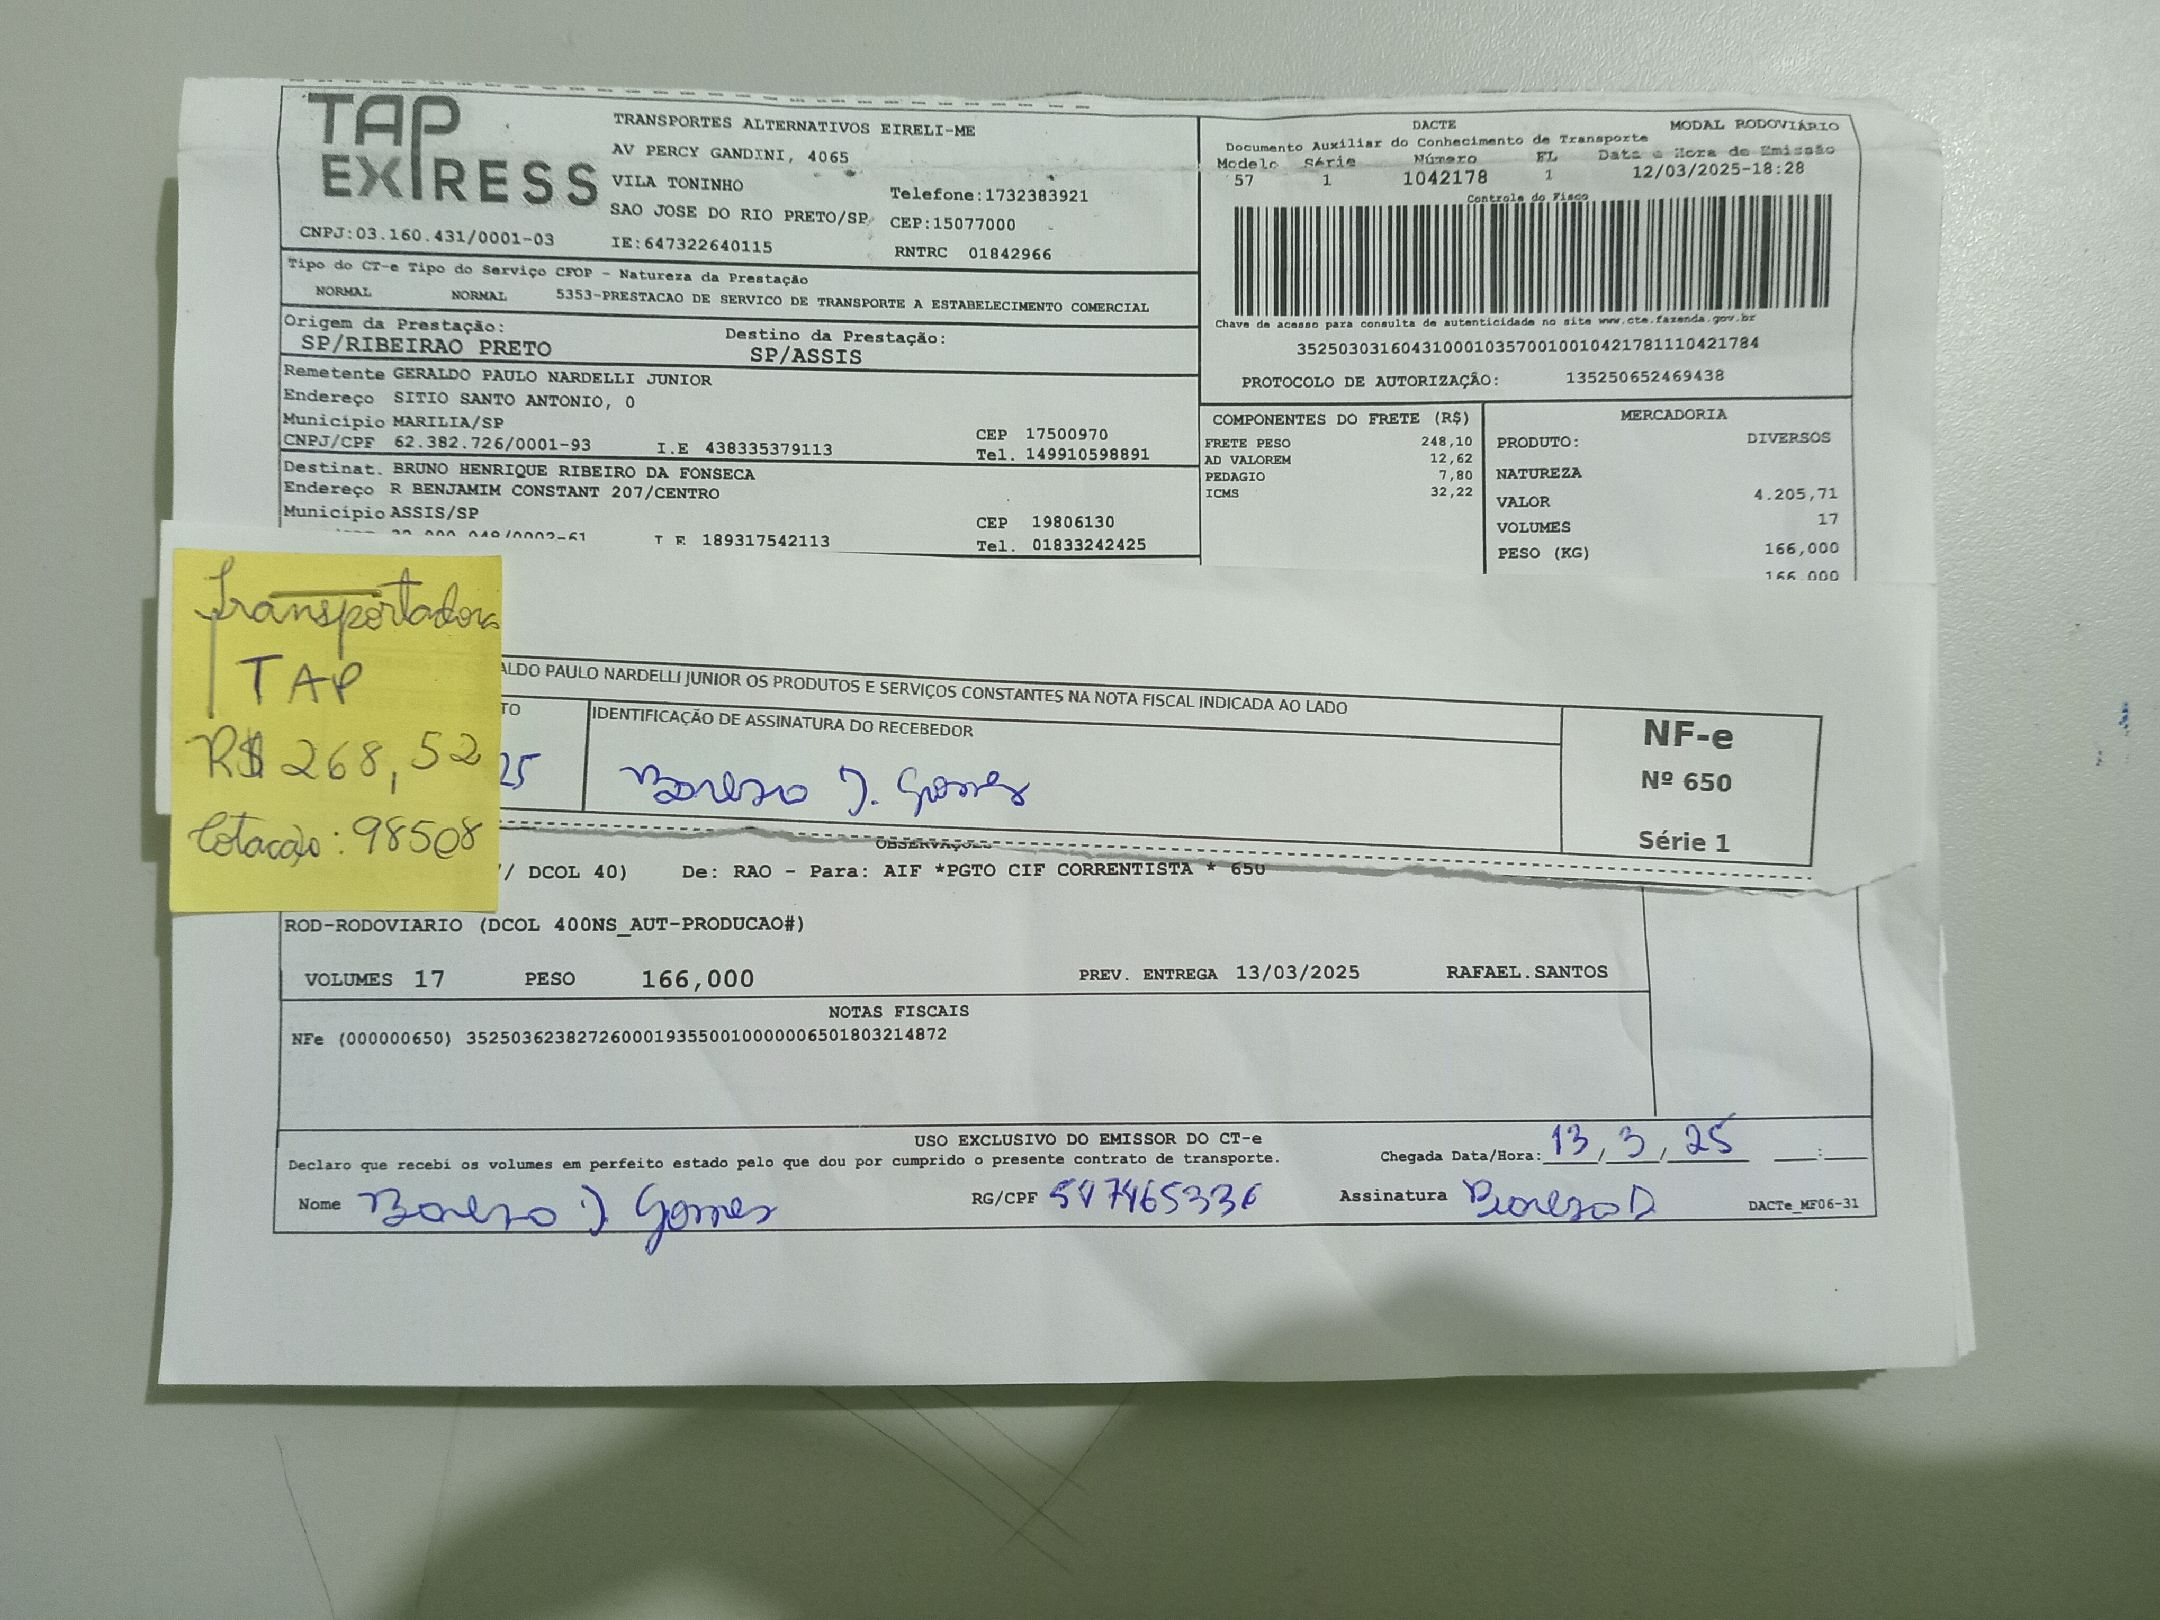 TAP EXPRESS
TRANSPORTES ALTERNATIVOS EIRELI-ME
AV PERCY GANDINI, 4065
VILA TONINHO
Telefone:1732383921
SAO JOSE DO RIO PRETO/SP
CEP:15077000
CNPJ:03.160.431/0001-03
IE:647322640115
RNTRC 01842966
DACTE
MODAL RODOVIÁRIO
Documento Auxiliar do Conhecimento de Transporte
Modelo Série Número FL Data e Hora de Emissão
57 1 1042178 1 12/03/2025-18:28
Controle do Fisco
Chave de acesso para consulta de autenticidade no site www.cte.fazenda.gov.br
35250303160431000103570010010421781110421784
PROTOCOLO DE AUTORIZAÇÃO: 135250652469438
Tipo do CT-e Tipo do Serviço CFOP - Natureza da Prestação
NORMAL NORMAL 5353-PRESTACAO DE SERVICO DE TRANSPORTE A ESTABELECIMENTO COMERCIAL
Origem da Prestação: Destino da Prestação:
SP/RIBEIRAO PRETO SP/ASSIS
Remetente GERALDO PAULO NARDELLI JUNIOR
Endereço SITIO SANTO ANTONIO, 0
Município MARILIA/SP CEP 17500970
CNPJ/CPF 62.382.726/0001-93 I.E 438335379113 Tel. 149910598891
Destinat. BRUNO HENRIQUE RIBEIRO DA FONSECA
Endereço R BENJAMIM CONSTANT 207/CENTRO
Município ASSIS/SP CEP 19806130
189317542113 Tel. 01833242425
COMPONENTES DO FRETE (R$)
FRETE PESO 248,10
AD VALOREM 12,62
PEDAGIO 7,80
ICMS 32,22
MERCADORIA
PRODUTO: DIVERSOS
NATUREZA
VALOR 4.205,71
VOLUMES 17
PESO (KG) 166,000
166,000
Transportadora
TAP
R$ 268,52
Cotação: 98508
ALDO PAULO NARDELLI JUNIOR OS PRODUTOS E SERVIÇOS CONSTANTES NA NOTA FISCAL INDICADA AO LADO
TO IDENTIFICAÇÃO DE ASSINATURA DO RECEBEDOR
25
NF-e
Nº 650
Série 1
OBSERVAÇOES
// DCOL 40) De: RAO - Para: AIF *PGTO CIF CORRENTISTA * 650
ROD-RODOVIARIO (DCOL 400NS_AUT-PRODUCAO#)
VOLUMES 17 PESO 166,000 PREV. ENTREGA 13/03/2025 RAFAEL.SANTOS
NOTAS FISCAIS
NFe (000000650) 35250362382726000193550010000006501803214872
USO EXCLUSIVO DO EMISSOR DO CT-e
Declaro que recebi os volumes em perfeito estado pelo que dou por cumprido o presente contrato de transporte.
Chegada Data/Hora: 13/3/25
Nome J. Gomes RG/CPF 547465336 Assinatura
DACTe_MF06-31